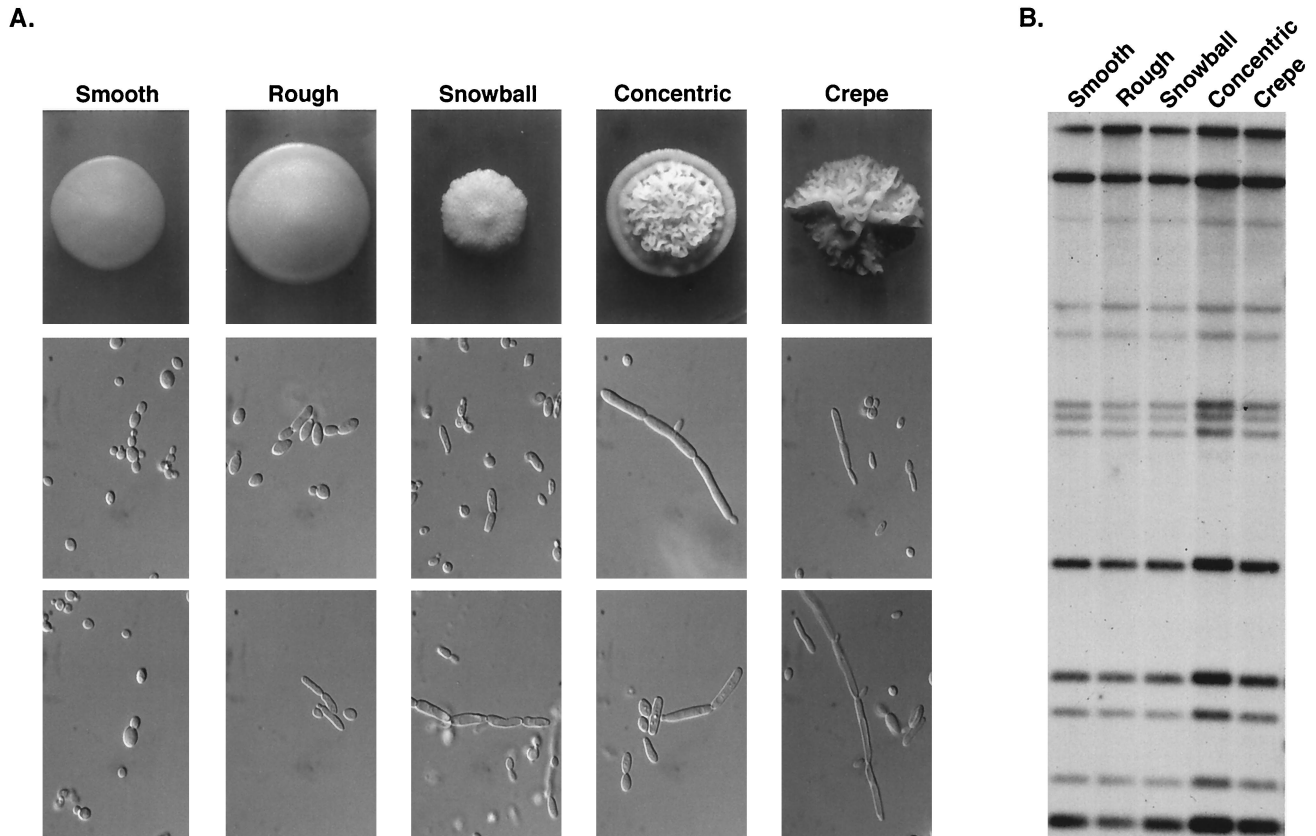 A.
B.
Smooth Rough Snowball Concentric Crepe
Smooth
Rough
Snowball
Concentric
Crepe